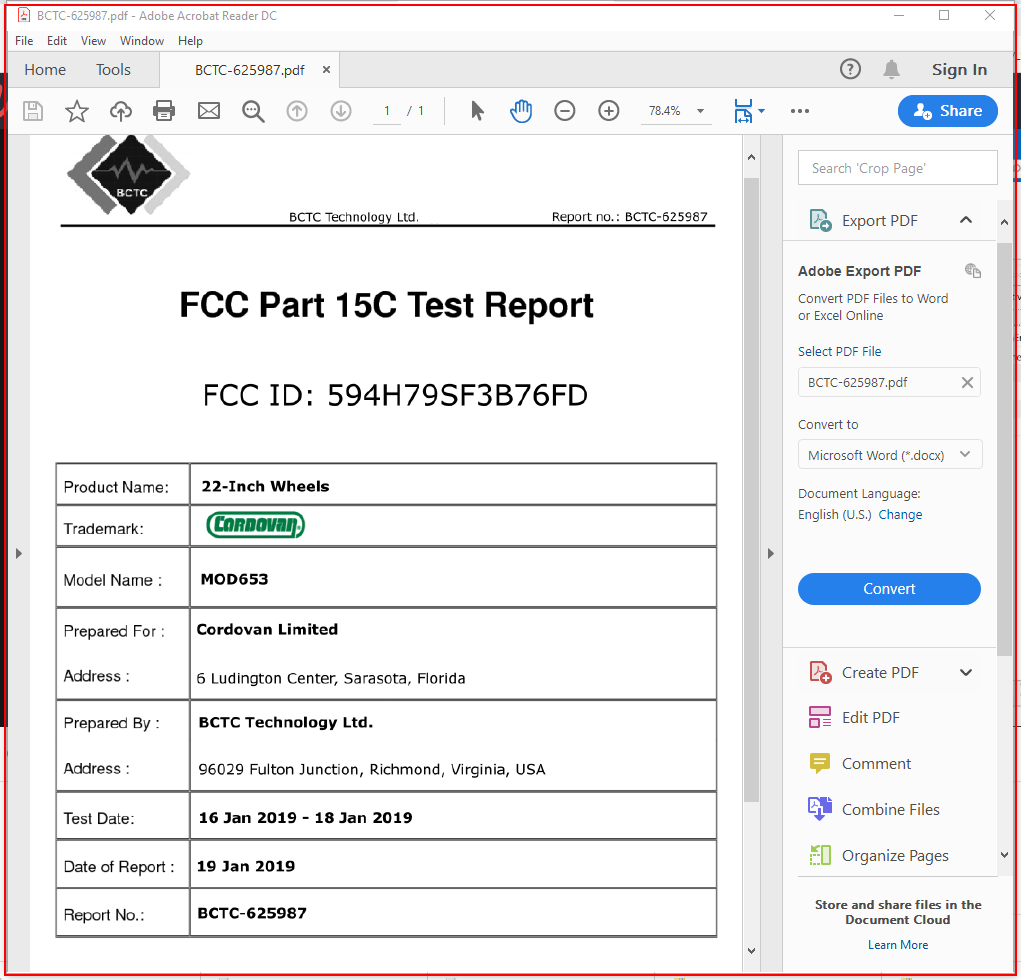 BCTC-625987.pdf - Adobe Acrobat Reader DC
File Edit View Window Help
Home Tools BCTC-625987.pdf × Sign In
1 / 1 78.4% Share
BCTC
BCTC Technology Ltd. Report no.: BCTC-625987
FCC Part 15C Test Report
FCC ID: 594H79SF3B76FD
Product Name: 22-Inch Wheels
Trademark: CORDOVAN
Model Name : MOD653
Prepared For : Cordovan Limited
Address : 6 Ludington Center, Sarasota, Florida
Prepared By : BCTC Technology Ltd.
Address : 96029 Fulton Junction, Richmond, Virginia, USA
Test Date: 16 Jan 2019 - 18 Jan 2019
Date of Report : 19 Jan 2019
Report No.: BCTC-625987
Search 'Crop Page'
Export PDF
Adobe Export PDF
Convert PDF Files to Word
or Excel Online
Select PDF File
BCTC-625987.pdf
Convert to
Microsoft Word (*.docx)
Document Language:
English (U.S.) Change
Convert
Create PDF
Edit PDF
Comment
Combine Files
Organize Pages
Store and share files in the
Document Cloud
Learn More